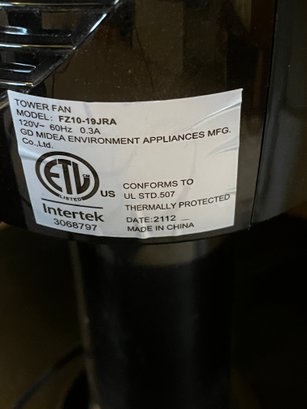 TOWER FAN
MODEL: FZ10-19JRA
120V~ 60Hz 0.3A
GD MIDEA ENVIRONMENT APPLIANCES MFG.
Co.,Ltd.
ETL CM
LISTED
US
Intertek
3068797
CONFORMS TO
UL STD.507
THERMALLY PROTECTED
DATE:2112
MADE IN CHINA